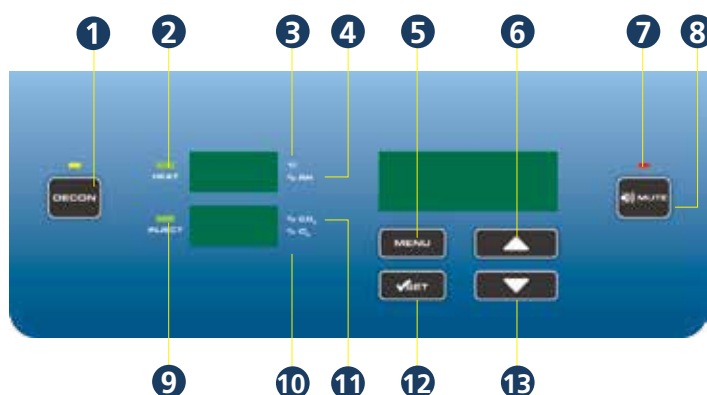 1 2 3 4 5 6 7 8
HEAT
°C
% RH
DECON
MUTE
INJECT
% CO₂
% O₂
MENU
SET
9 10 11 12 13